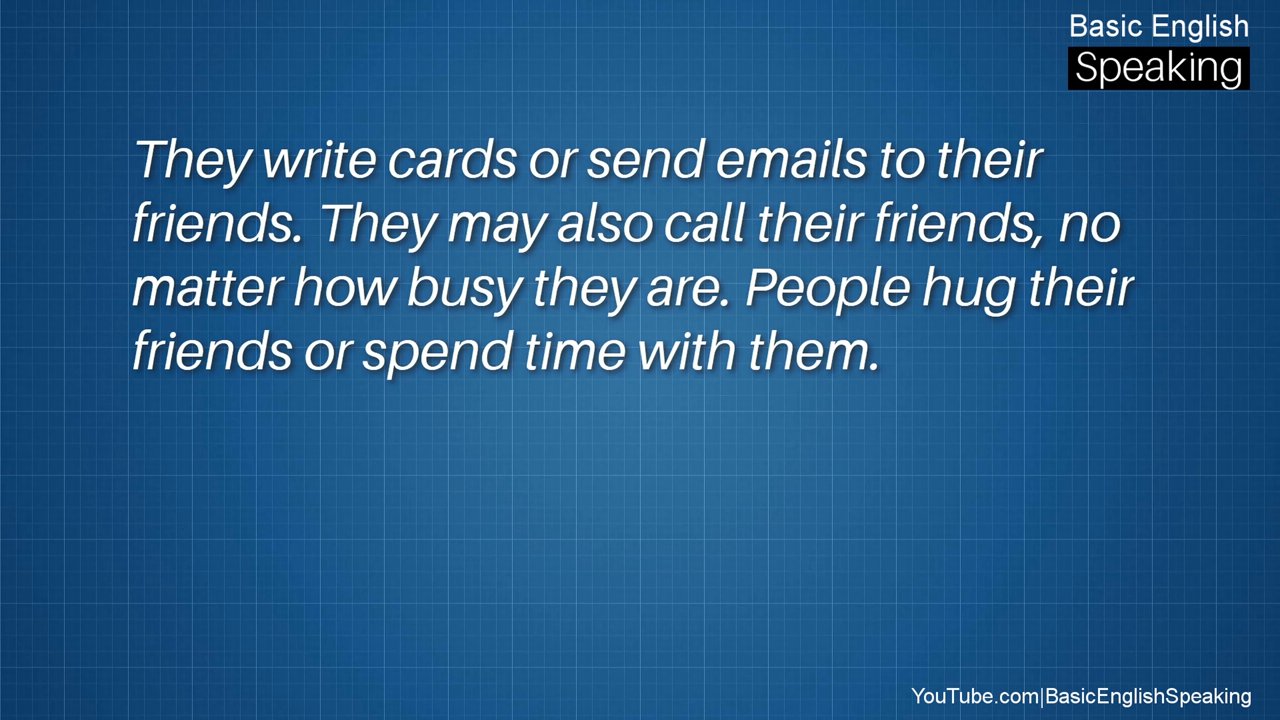 Basic English
Speaking
They write cards or send emails to their
friends. They may also call their friends, no
matter how busy they are. People hug their
friends or spend time with them.
YouTube.com|BasicEnglishSpeaking